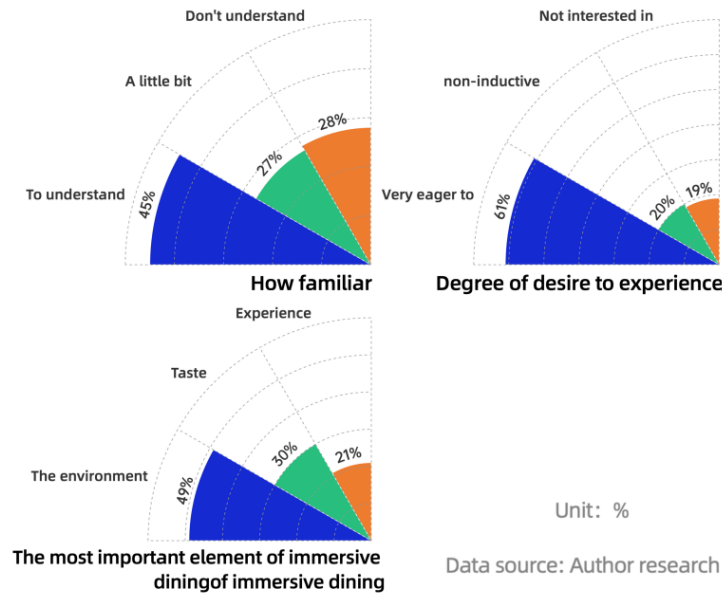 Don't understand
A little bit
28%
27%
To understand
45%
How familiar
Not interested in
non-inductive
Very eager to
19%
20%
61%
Degree of desire to experience
Experience
Taste
21%
30%
The environment
49%
The most important element of immersive
diningof immersive dining
Unit: %
Data source: Author research